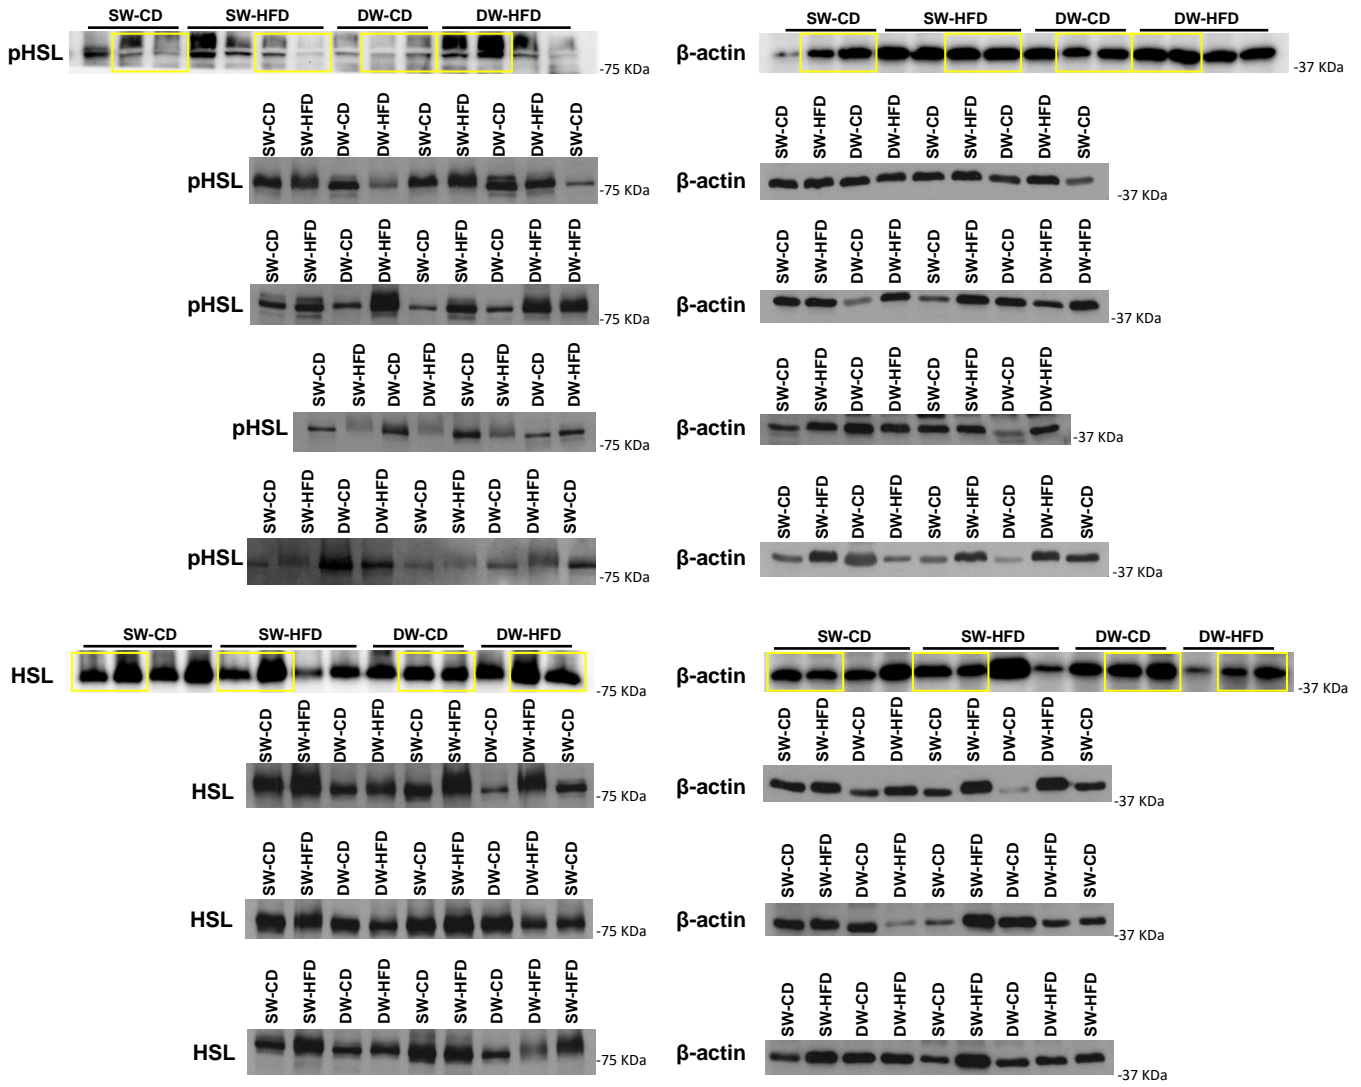 SW-CD SW-HFD DW-CD DW-HFD
pHSL -75 KDa
SW-CD SW-HFD DW-CD DW-HFD
β-actin -37 KDa
SW-CD SW-HFD DW-CD DW-HFD SW-CD SW-HFD DW-CD DW-HFD SW-CD
pHSL -75 KDa
SW-CD SW-HFD DW-CD DW-HFD SW-CD SW-HFD DW-CD DW-HFD SW-CD
β-actin -37 KDa
SW-CD SW-HFD DW-CD DW-HFD SW-CD SW-HFD DW-CD DW-HFD DW-HFD
pHSL -75 KDa
SW-CD SW-HFD DW-CD DW-HFD SW-CD SW-HFD DW-CD DW-HFD DW-HFD
β-actin -37 KDa
SW-CD SW-HFD DW-CD DW-HFD SW-CD SW-HFD DW-CD DW-HFD
pHSL -75 KDa
SW-CD SW-HFD DW-CD DW-HFD SW-CD SW-HFD DW-CD DW-HFD
β-actin -37 KDa
SW-CD SW-HFD DW-CD DW-HFD SW-CD SW-HFD DW-CD DW-HFD SW-CD
pHSL -75 KDa
SW-CD SW-HFD DW-CD DW-HFD SW-CD SW-HFD DW-CD DW-HFD SW-CD
β-actin -37 KDa
SW-CD SW-HFD DW-CD DW-HFD
HSL -75 KDa
SW-CD SW-HFD DW-CD DW-HFD
β-actin -37 KDa
SW-CD SW-HFD DW-CD DW-HFD SW-CD SW-HFD DW-CD DW-HFD SW-CD
HSL -75 KDa
SW-CD SW-HFD DW-CD DW-HFD SW-CD SW-HFD DW-CD DW-HFD SW-CD
β-actin -37 KDa
SW-CD SW-HFD DW-CD DW-HFD SW-CD SW-HFD DW-CD DW-HFD SW-CD
HSL -75 KDa
SW-CD SW-HFD DW-CD DW-HFD SW-CD SW-HFD DW-CD DW-HFD SW-CD
β-actin -37 KDa
SW-CD SW-HFD DW-CD DW-HFD SW-CD SW-HFD DW-CD DW-HFD SW-HFD
HSL -75 KDa
SW-CD SW-HFD DW-CD DW-HFD SW-CD SW-HFD DW-CD DW-HFD SW-HFD
β-actin -37 KDa